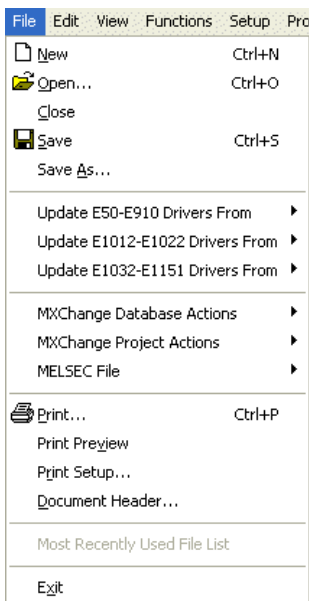 File Edit View Functions Setup Pro
New Ctrl+N
Open... Ctrl+O
Close
Save Ctrl+S
Save As...
Update E50-E910 Drivers From
Update E1012-E1022 Drivers From
Update E1032-E1151 Drivers From
MXChange Database Actions
MXChange Project Actions
MELSEC File
Print... Ctrl+P
Print Preview
Print Setup...
Document Header...
Most Recently Used File List
Exit